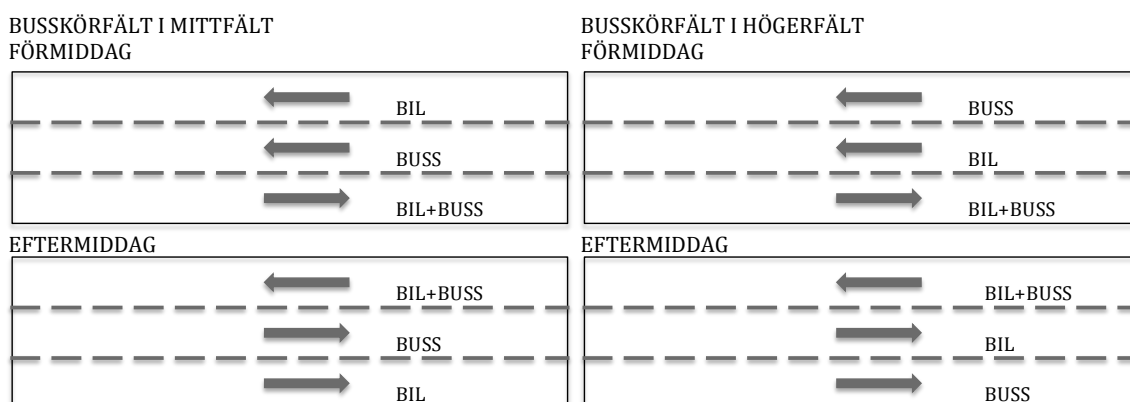 BUSSKÖRFÄLT I MITTFÄLT
FÖRMIDDAG
BIL
BUSS
BIL+BUSS
EFTERMIDDAG
BIL+BUSS
BUSS
BIL
BUSSKÖRFÄLT I HÖGERFÄLT
FÖRMIDDAG
BUSS
BIL
BIL+BUSS
EFTERMIDDAG
BIL+BUSS
BIL
BUSS